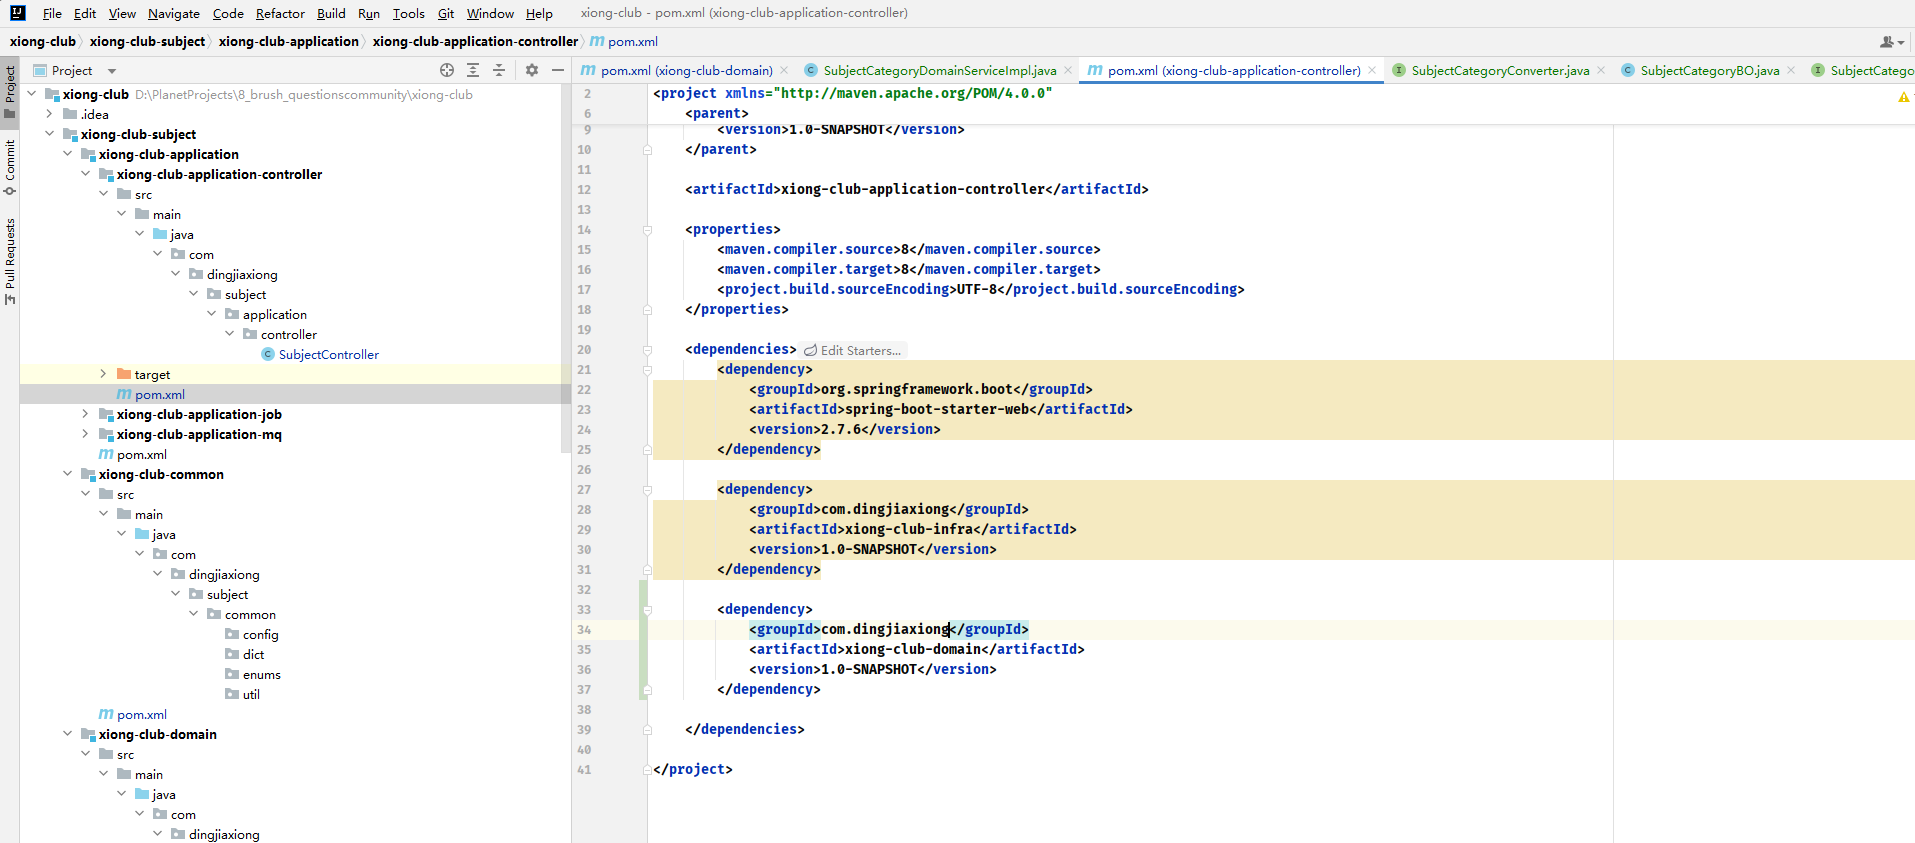 File Edit View Navigate Code Refactor Build Run Tools Git Window Help xiong-club - pom.xml (xiong-club-application-controller)
xiong-club xiong-club-subject xiong-club-application xiong-club-application-controller pom.xml
Project
Commit
Pull Requests
Project
xiong-club D:\PlanetProjects\8_brush_questionscommunity\xiong-club
.idea
xiong-club-subject
xiong-club-application
xiong-club-application-controller
src
main
java
com
dingjiaxiong
subject
application
controller
SubjectController
target
pom.xml
xiong-club-application-job
xiong-club-application-mq
pom.xml
xiong-club-common
src
main
java
com
dingjiaxiong
subject
common
config
dict
enums
util
pom.xml
xiong-club-domain
src
main
java
com
dingjiaxiong
pom.xml (xiong-club-domain) SubjectCategoryDomainServiceImpl.java pom.xml (xiong-club-application-controller) SubjectCategoryConverter.java SubjectCategoryBO.java SubjectCatego
2 <project xmlns="http://maven.apache.org/POM/4.0.0"
6 <parent>
9 <version>1.0-SNAPSHOT</version>
10 </parent>
11
12 <artifactId>xiong-club-application-controller</artifactId>
13
14 <properties>
15 <maven.compiler.source>8</maven.compiler.source>
16 <maven.compiler.target>8</maven.compiler.target>
17 <project.build.sourceEncoding>UTF-8</project.build.sourceEncoding>
18 </properties>
19
20 <dependencies> Edit Starters...
21 <dependency>
22 <groupId>org.springframework.boot</groupId>
23 <artifactId>spring-boot-starter-web</artifactId>
24 <version>2.7.6</version>
25 </dependency>
26
27 <dependency>
28 <groupId>com.dingjiaxiong</groupId>
29 <artifactId>xiong-club-infra</artifactId>
30 <version>1.0-SNAPSHOT</version>
31 </dependency>
32
33 <dependency>
34 <groupId>com.dingjiaxiong</groupId>
35 <artifactId>xiong-club-domain</artifactId>
36 <version>1.0-SNAPSHOT</version>
37 </dependency>
38
39 </dependencies>
40
41 </project>